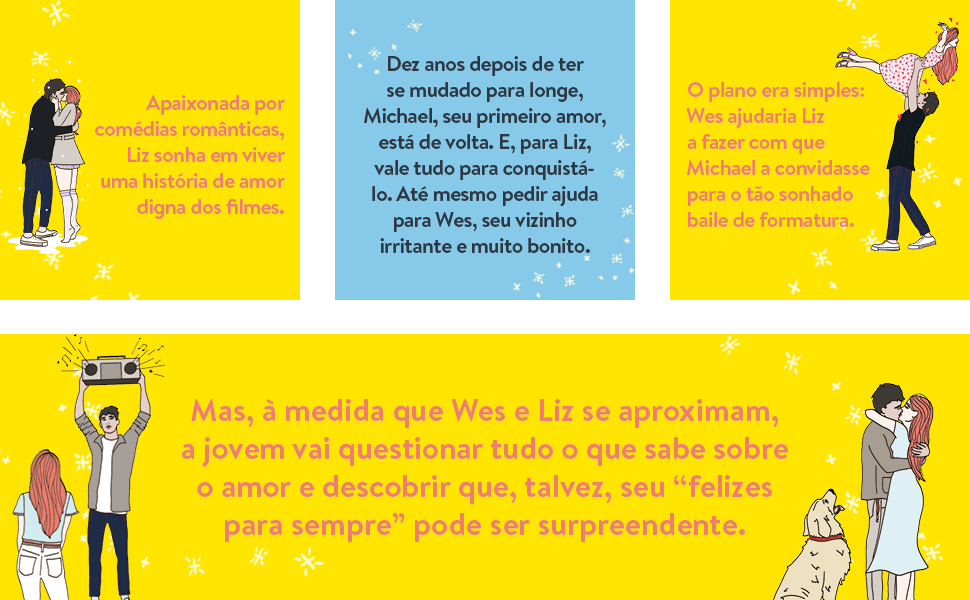 Apaixonada por
comédias românticas,
Liz sonha em viver
uma história de amor
digna dos filmes.
Dez anos depois de ter
se mudado para longe,
Michael, seu primeiro amor,
está de volta. E, para Liz,
vale tudo para conquistá-
lo. Até mesmo pedir ajuda
para Wes, seu vizinho
irritante e muito bonito.
O plano era simples:
Wes ajudaria Liz
a fazer com que
Michael a convidasse
para o tão sonhado
baile de formatura.
Mas, à medida que Wes e Liz se aproximam,
a jovem vai questionar tudo o que sabe sobre
o amor e descobrir que, talvez, seu “felizes
para sempre” pode ser surpreendente.